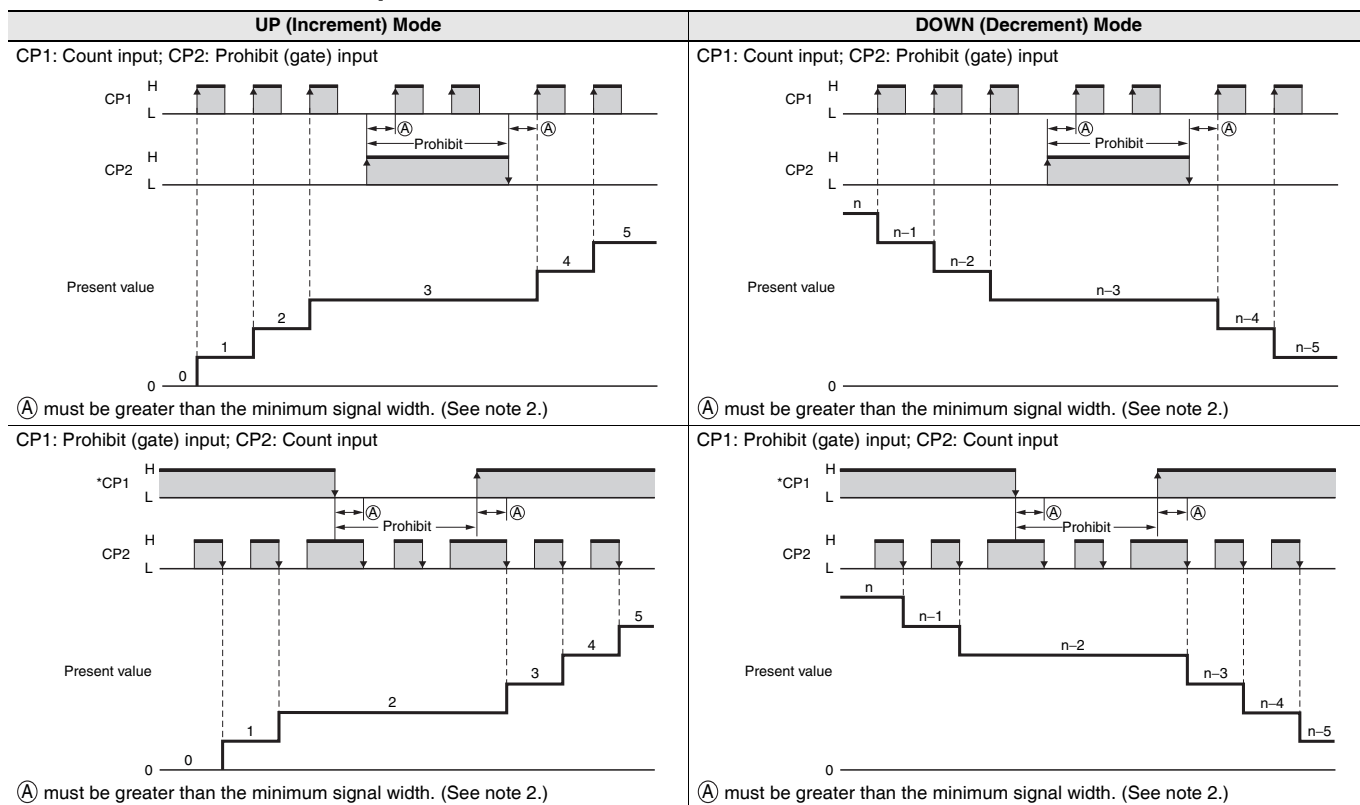 UP (Increment) Mode
DOWN (Decrement) Mode
CP1: Count input; CP2: Prohibit (gate) input
H
CP1
L
Ⓐ
Ⓐ
Prohibit
H
CP2
L
5
4
3
2
1
0
Present value
0
Ⓐ must be greater than the minimum signal width. (See note 2.)
CP1: Count input; CP2: Prohibit (gate) input
H
CP1
L
Ⓐ
Ⓐ
Prohibit
H
CP2
L
n
n–1
n–2
n–3
n–4
n–5
Present value
0
Ⓐ must be greater than the minimum signal width. (See note 2.)
CP1: Prohibit (gate) input; CP2: Count input
H
*CP1
L
Ⓐ
Ⓐ
Prohibit
H
CP2
L
5
4
3
2
1
0
Present value
0
Ⓐ must be greater than the minimum signal width. (See note 2.)
CP1: Prohibit (gate) input; CP2: Count input
H
*CP1
L
Ⓐ
Ⓐ
Prohibit
H
CP2
L
n
n–1
n–2
n–3
n–4
n–5
Present value
0
Ⓐ must be greater than the minimum signal width. (See note 2.)